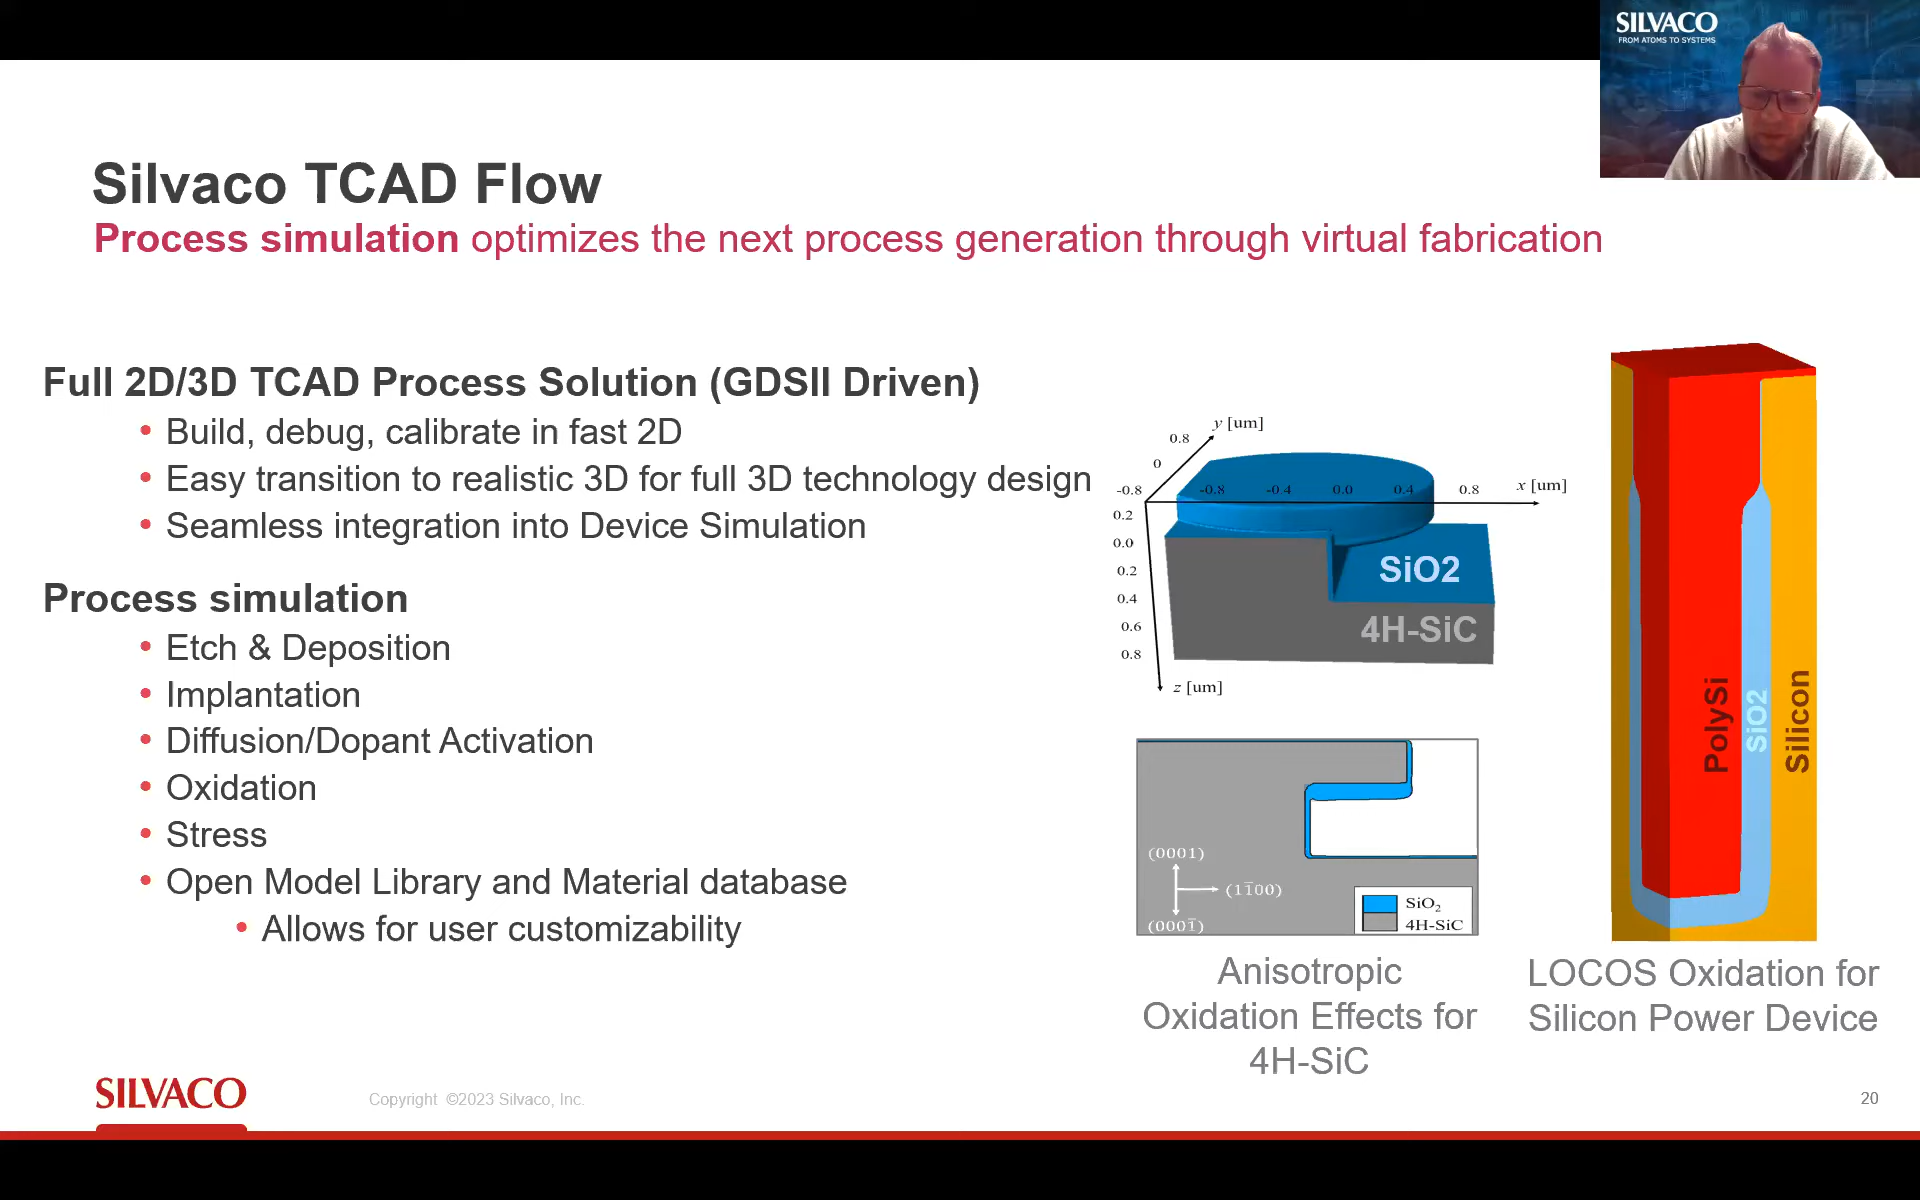 SILVACO
FROM ATOMS TO SYSTEMS
Silvaco TCAD Flow
Process simulation optimizes the next process generation through virtual fabrication
Full 2D/3D TCAD Process Solution (GDSII Driven)
• Build, debug, calibrate in fast 2D
• Easy transition to realistic 3D for full 3D technology design
• Seamless integration into Device Simulation
Process simulation
• Etch & Deposition
• Implantation
• Diffusion/Dopant Activation
• Oxidation
• Stress
• Open Model Library and Material database
• Allows for user customizability
y [um]
0.8
0
-0.8
-0.8 -0.4 0.0 0.4 0.8
x [um]
0.2
0.0
0.2
0.4
0.6
0.8
z [um]
SiO2
4H-SiC
(0001)
(11̅00)
(0001̅)
SiO₂
4H-SiC
Anisotropic
Oxidation Effects for
4H-SiC
PolySi
SiO2
Silicon
LOCOS Oxidation for
Silicon Power Device
SILVACO
Copyright ©2023 Silvaco, Inc.
20